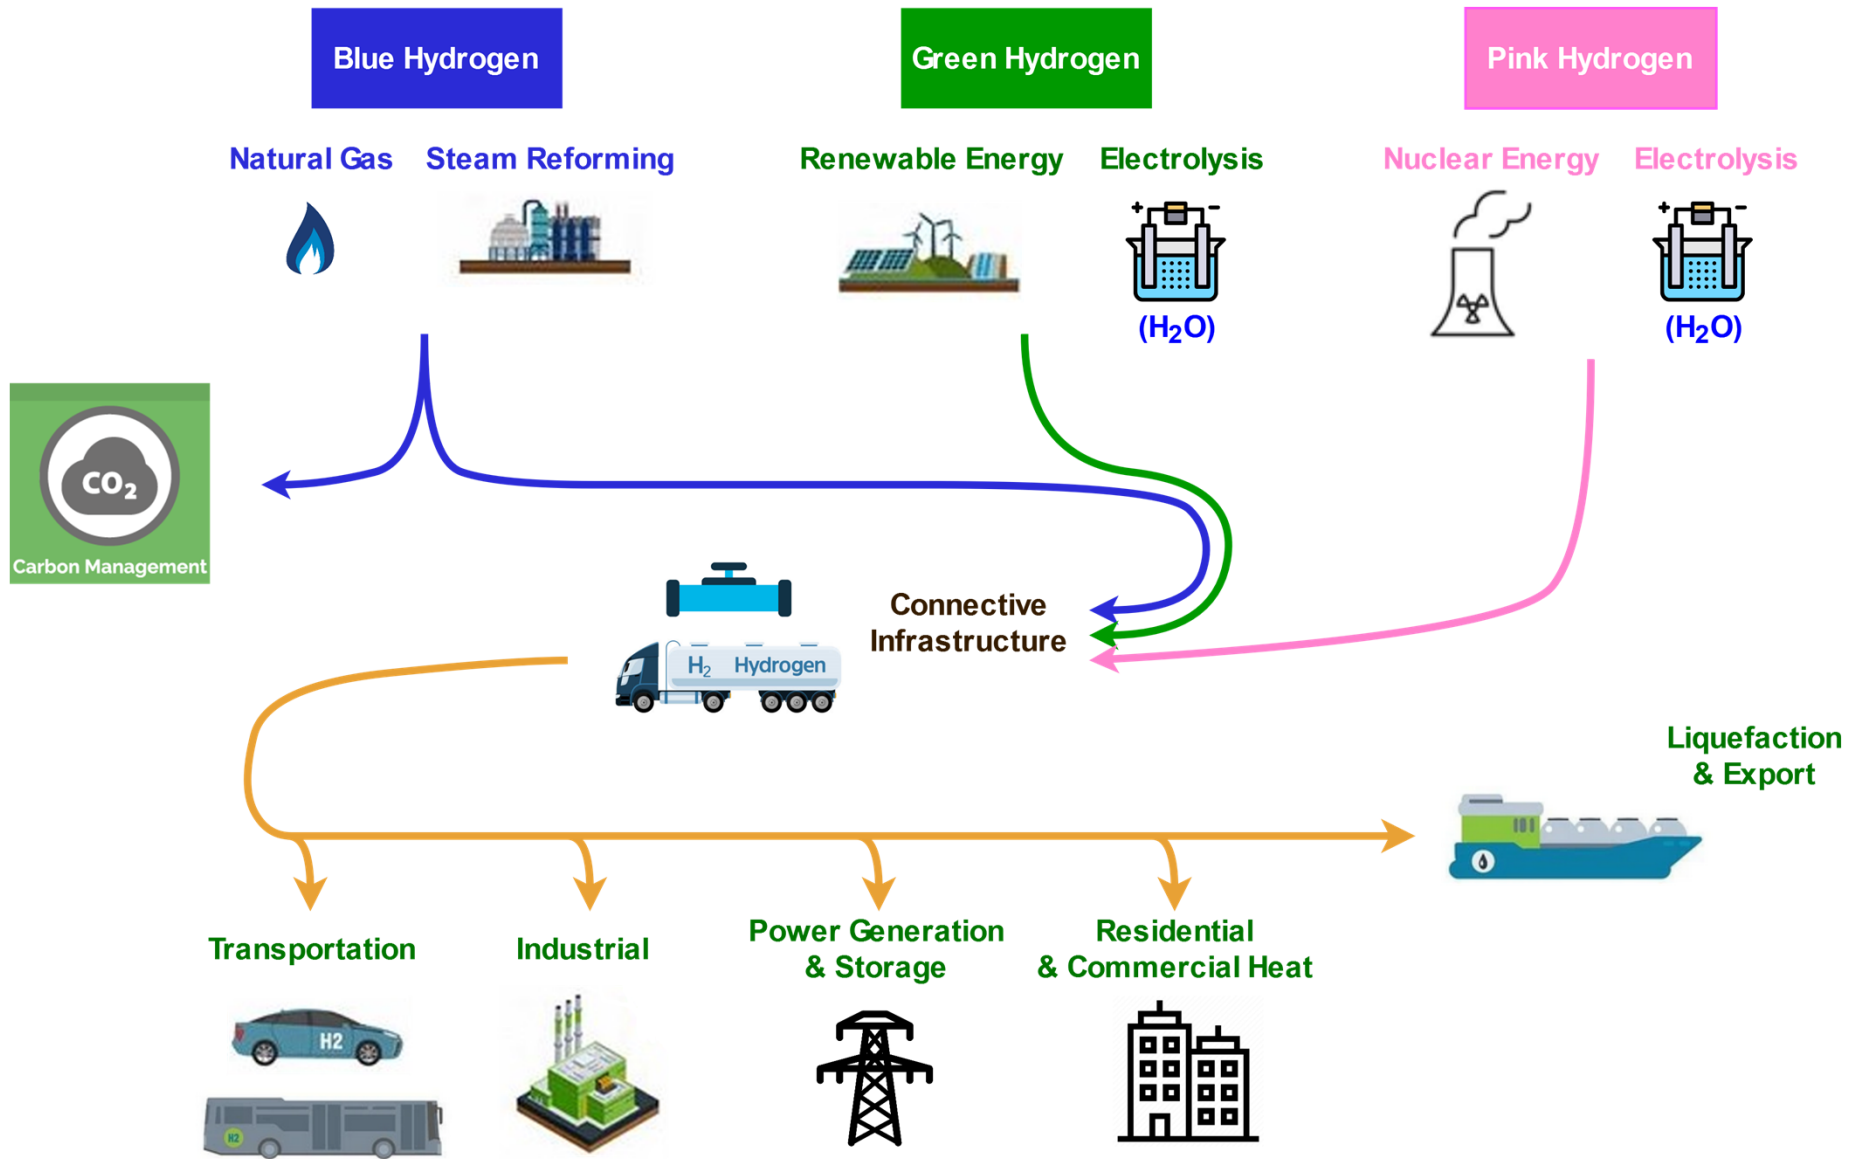 Blue Hydrogen
Green Hydrogen
Pink Hydrogen
Natural Gas
Steam Reforming
Renewable Energy
Electrolysis
Nuclear Energy
Electrolysis
+
−
+
−
(H₂O)
(H₂O)
CO₂
Carbon Management
Connective
Infrastructure
H₂ Hydrogen
Liquefaction
& Export
Transportation
Industrial
Power Generation
& Storage
Residential
& Commercial Heat
H2
H2